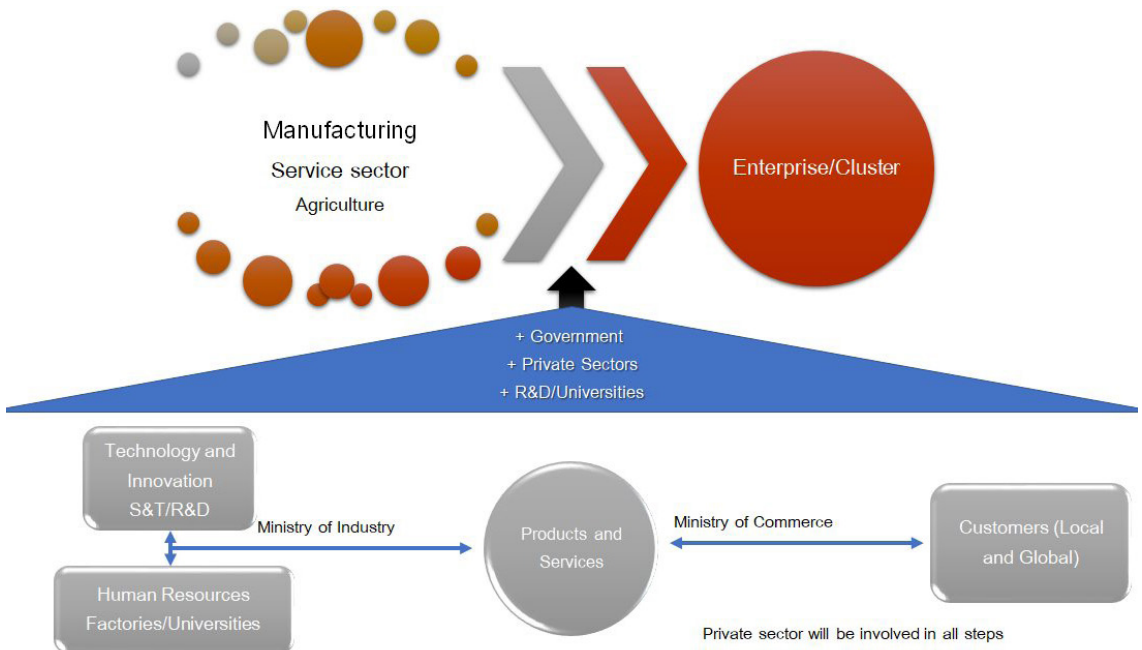 Manufacturing
Service sector
Agriculture
Enterprise/Cluster
+ Government
+ Private Sectors
+ R&D/Universities
Technology and
Innovation
S&T/R&D
Ministry of Industry
Human Resources
Factories/Universities
Products and
Services
Ministry of Commerce
Customers (Local
and Global)
Private sector will be involved in all steps